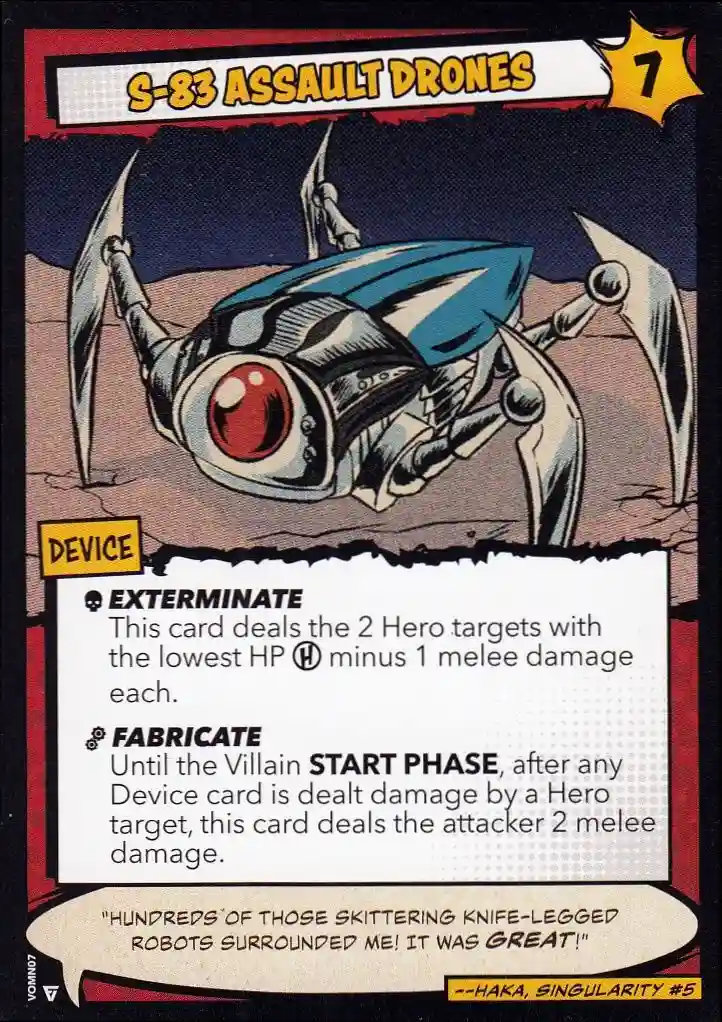 S-83 ASSAULT DRONES
7
DEVICE
EXTERMINATE
This card deals the 2 Hero targets with
the lowest HP H minus 1 melee damage
each.
FABRICATE
Until the Villain START PHASE, after any
Device card is dealt damage by a Hero
target, this card deals the attacker 2 melee
damage.
"HUNDREDS OF THOSE SKITTERING KNIFE-LEGGED
ROBOTS SURROUNDED ME! IT WAS GREAT!"
--HAKA, SINGULARITY #5
VOMN07
7